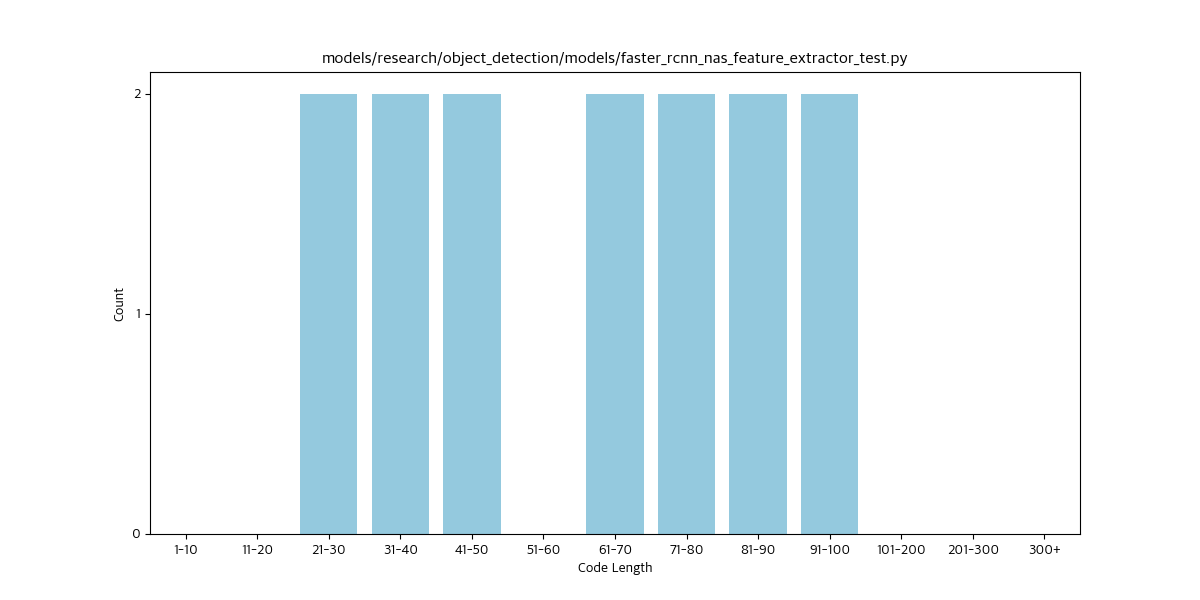 models/research/object_detection/models/faster_rcnn_nas_feature_extractor_test.py
2
1
0
Count
1-10 11-20 21-30 31-40 41-50 51-60 61-70 71-80 81-90 91-100 101-200 201-300 300+
Code Length